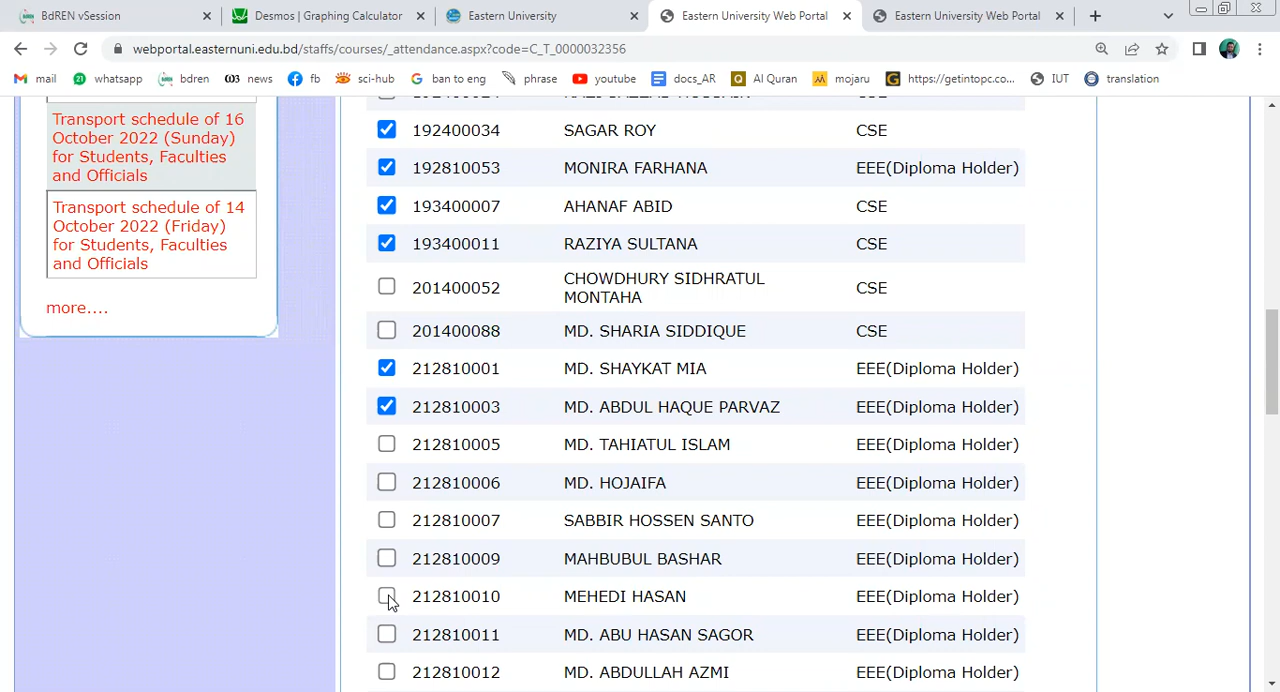 BdREN vSession
Desmos | Graphing Calculator
Eastern University
Eastern University Web Portal
Eastern University Web Portal
webportal.easternuni.edu.bd/staffs/courses/_attendance.aspx?code=C_T_0000032356
mail
21
whatsapp
bdren
news
fb
sci-hub
ban to eng
phrase
youtube
docs_AR
Al Quran
mojaru
https://getintopc.co...
IUT
translation
Transport schedule of 16
October 2022 (Sunday)
for Students, Faculties
and Officials
Transport schedule of 14
October 2022 (Friday)
for Students, Faculties
and Officials
more....
192400034 SAGAR ROY CSE
192810053 MONIRA FARHANA EEE(Diploma Holder)
193400007 AHANAF ABID CSE
193400011 RAZIYA SULTANA CSE
201400052 CHOWDHURY SIDHRATUL CSE
MONTAHA
201400088 MD. SHARIA SIDDIQUE CSE
212810001 MD. SHAYKAT MIA EEE(Diploma Holder)
212810003 MD. ABDUL HAQUE PARVAZ EEE(Diploma Holder)
212810005 MD. TAHIATUL ISLAM EEE(Diploma Holder)
212810006 MD. HOJAIFA EEE(Diploma Holder)
212810007 SABBIR HOSSEN SANTO EEE(Diploma Holder)
212810009 MAHBUBUL BASHAR EEE(Diploma Holder)
212810010 MEHEDI HASAN EEE(Diploma Holder)
212810011 MD. ABU HASAN SAGOR EEE(Diploma Holder)
212810012 MD. ABDULLAH AZMI EEE(Diploma Holder)